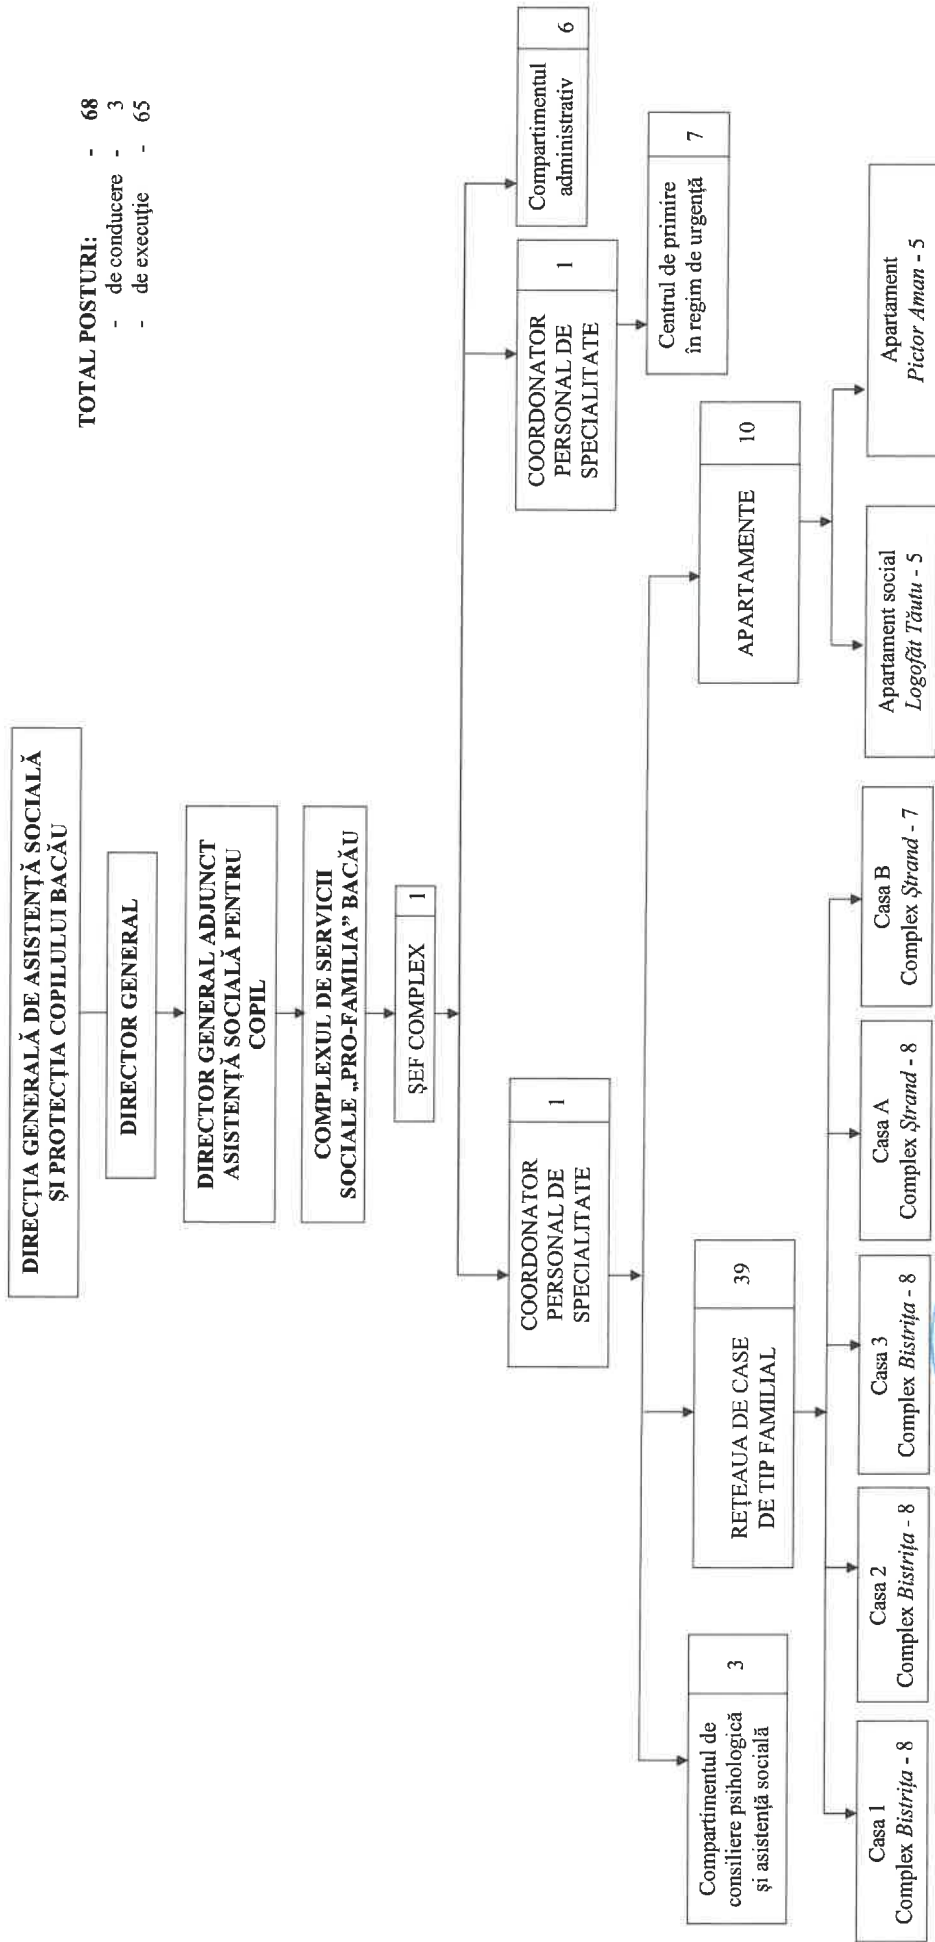 DIRECȚIA GENERALĂ DE ASISTENȚĂ SOCIALĂ
ȘI PROTECȚIA COPILULUI BACĂU
TOTAL POSTURI: - 68
- de conducere - 3
- de execuție - 65
DIRECTOR GENERAL
DIRECTOR GENERAL ADJUNCT
ASISTENȚĂ SOCIALĂ PENTRU
COPIL
COMPLEXUL DE SERVICII
SOCIALE „PRO-FAMILIA” BACĂU
ȘEF COMPLEX 1
COORDONATOR
PERSONAL DE
SPECIALITATE
1
COORDONATOR
PERSONAL DE
SPECIALITATE
1
Compartimentul
administrativ
6
Centrul de primire
în regim de urgență
7
Compartimentul de
consiliere psihologică
și asistență socială
3
REȚEAUA DE CASE
DE TIP FAMILIAL
39
APARTAMENTE
10
Casa 1
Complex Bistrița - 8
Casa 2
Complex Bistrița - 8
Casa 3
Complex Bistrița - 8
Casa A
Complex Ștrand - 8
Casa B
Complex Ștrand - 7
Apartament social
Logofăt Tăutu - 5
Apartament
Pictor Aman - 5